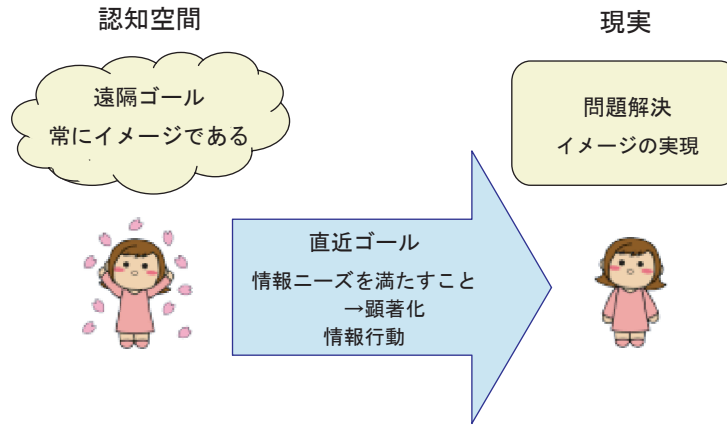 認知空間
現実
遠隔ゴール
常にイメージである
問題解決
イメージの実現
直近ゴール
情報ニーズを満たすこと
→顕著化
情報行動